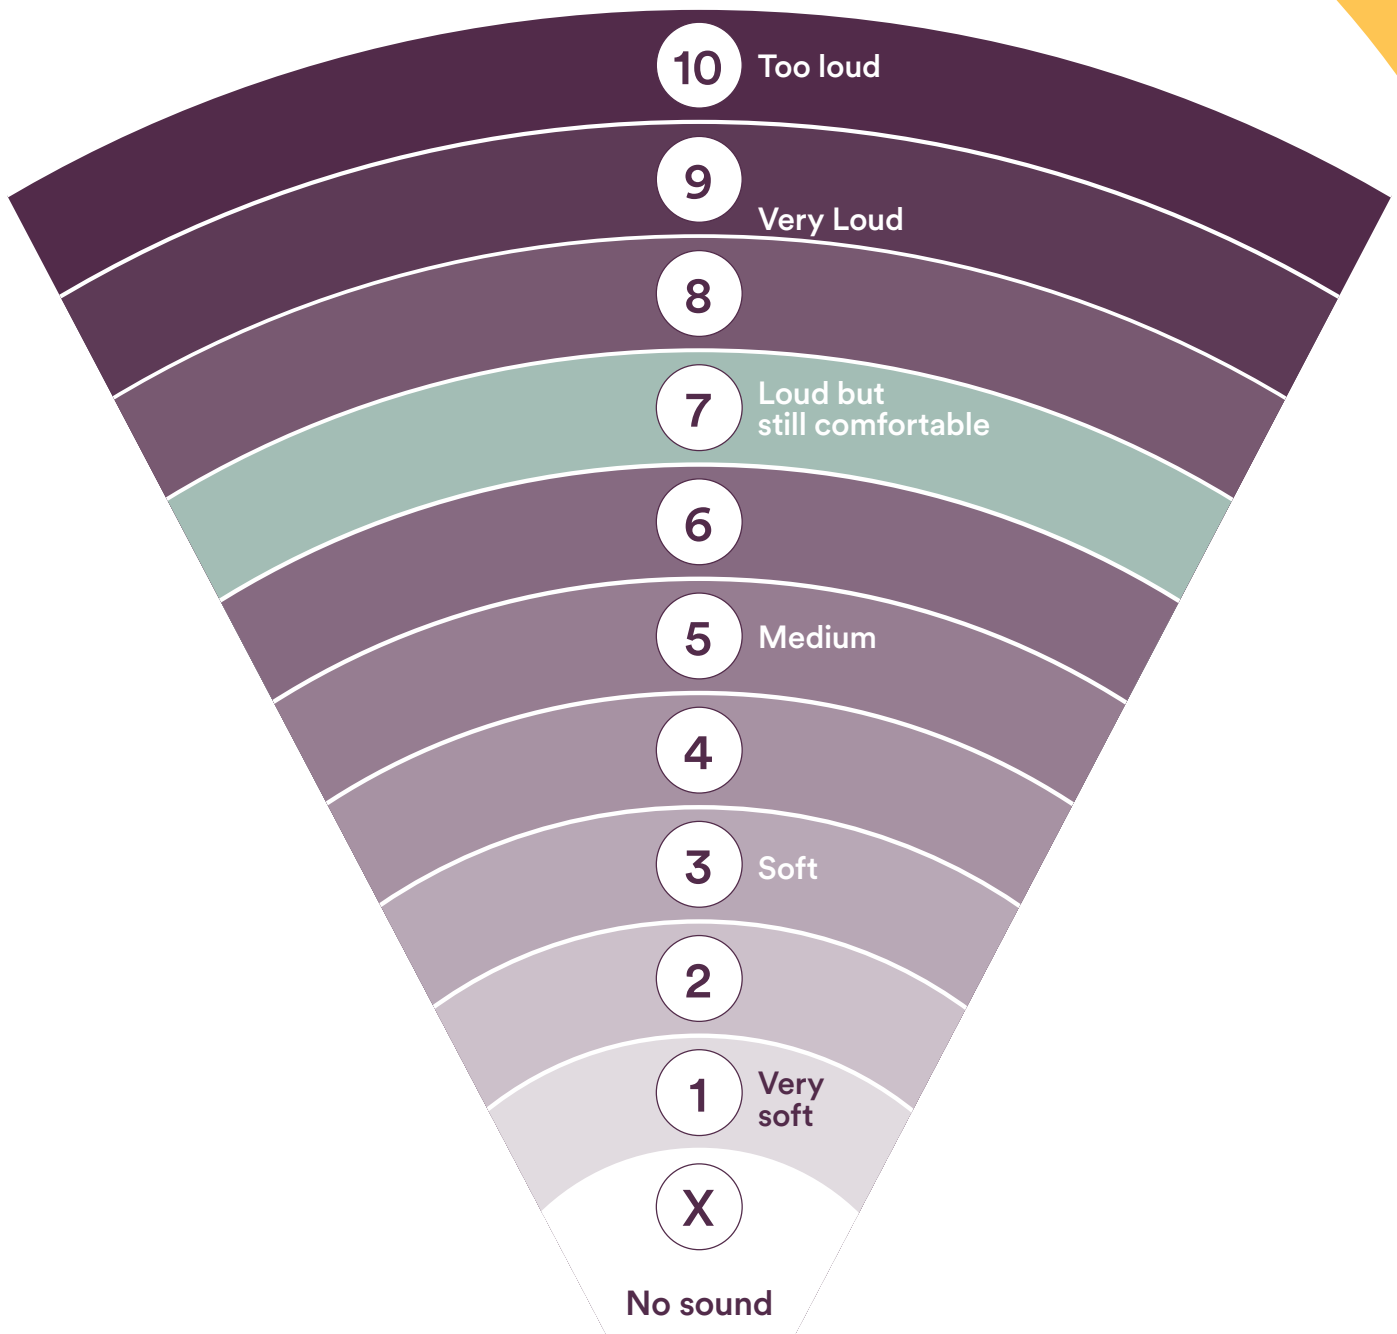 10 Too loud
9
Very Loud
8
7 Loud but
still comfortable
6
5 Medium
4
3 Soft
2
1 Very
soft
X
No sound